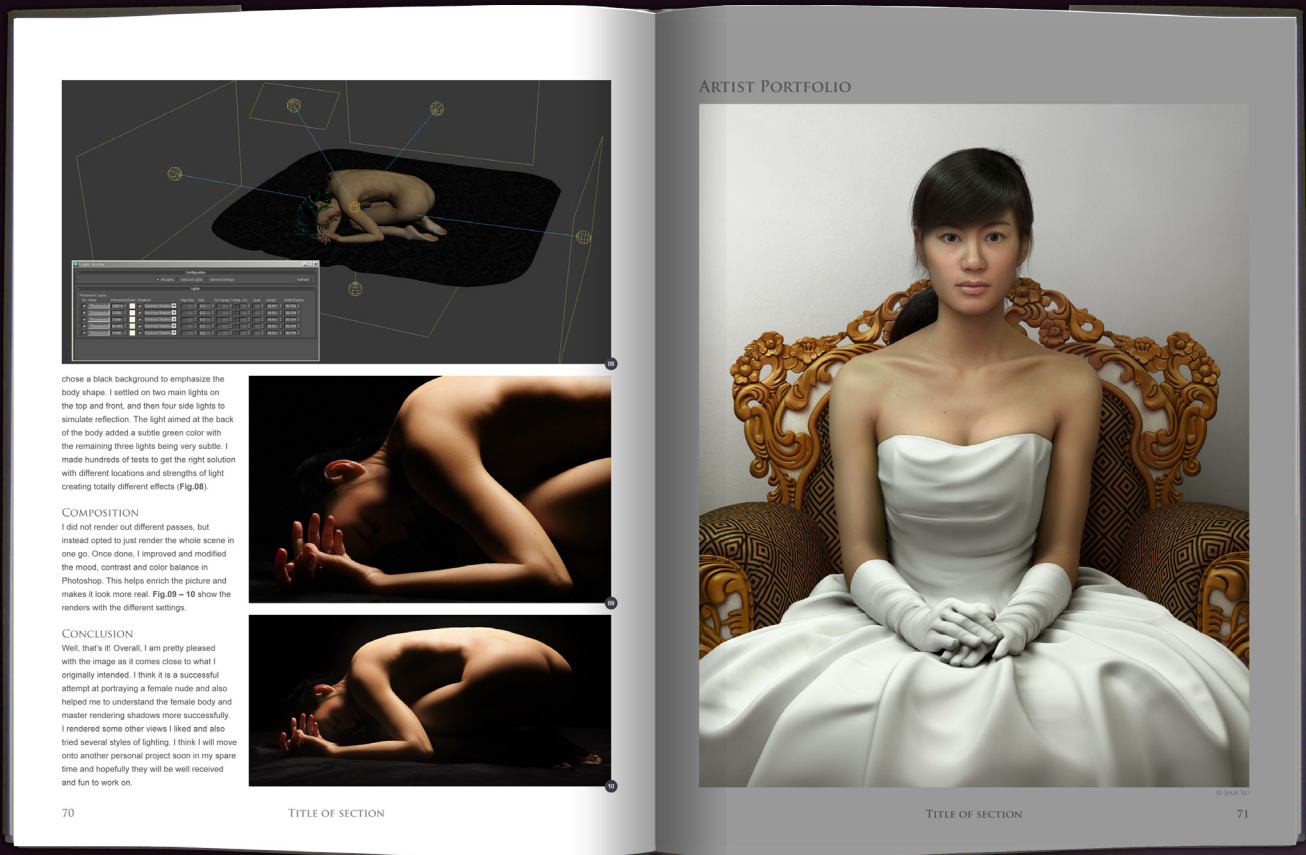 Configuration
All Lights
Selected Lights
General Settings
Refresh
Lights
08
chose a black background to emphasize the
body shape. I settled on two main lights on
the top and front, and then four side lights to
simulate reflection. The light aimed at the back
of the body added a subtle green color with
the remaining three lights being very subtle. I
made hundreds of tests to get the right solution
with different locations and strengths of light
creating totally different effects (Fig.08).
Composition
I did not render out different passes, but
instead opted to just render the whole scene in
one go. Once done, I improved and modified
the mood, contrast and color balance in
Photoshop. This helps enrich the picture and
makes it look more real. Fig.09 – 10 show the
renders with the different settings.
Conclusion
Well, that's it! Overall, I am pretty pleased
with the image as it comes close to what I
originally intended. I think it is a successful
attempt at portraying a female nude and also
helped me to understand the female body and
master rendering shadows more successfully.
I rendered some other views I liked and also
tried several styles of lighting. I think I will move
onto another personal project soon in my spare
time and hopefully they will be well received
and fun to work on.
09
10
70
Title of section
Artist Portfolio
© Jian Xu
Title of section
71